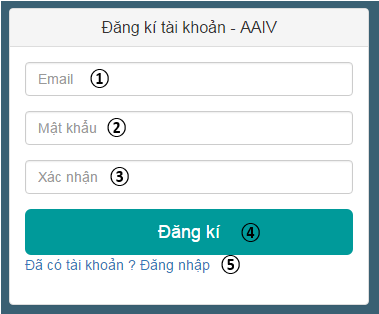 Đăng kí tài khoản - AAIV
Email ①
Mật khẩu ②
Xác nhận ③
Đăng kí ④
Đã có tài khoản ? Đăng nhập ⑤